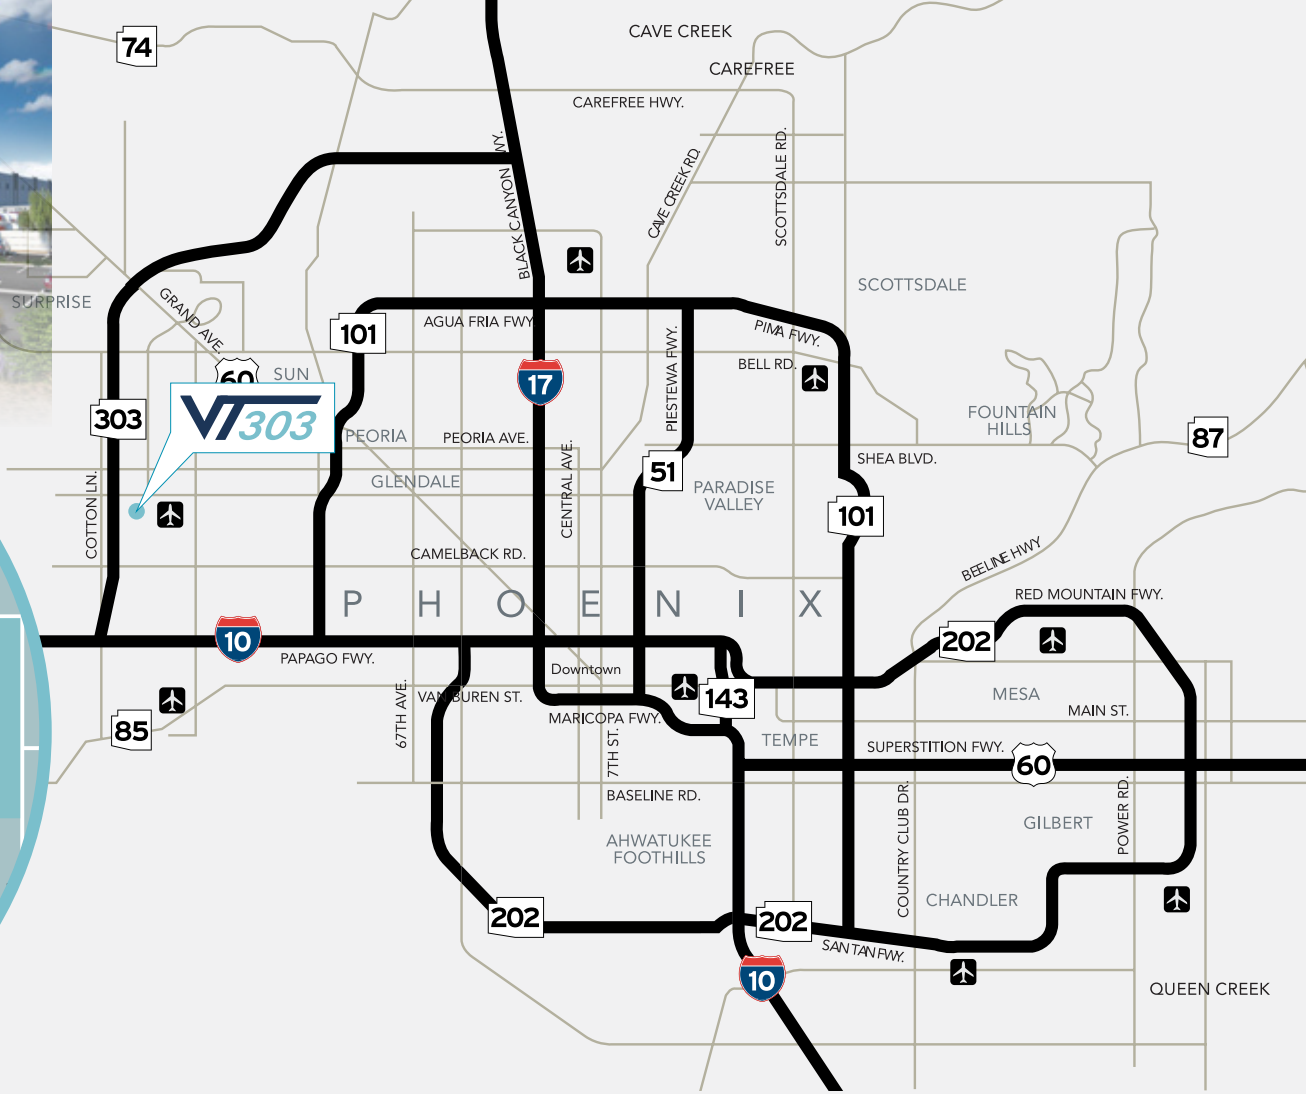 CAVE CREEK
74
CAREFREE
CAREFREE HWY.
BLACK CANYON
WY.
CAVE CREEK RD.
SCOTTSDALE RD.
SCOTTSDALE
SURPRISE
GRAND AVE.
101
AGUA FRIA FWY.
PIMA FWY.
PIESTEWA FWY.
BELL RD.
60
SUN
17
303
VT303
FOUNTAIN
HILLS
87
PEORIA
PEORIA AVE.
SHEA BLVD.
51
GLENDALE
CENTRAL AVE.
PARADISE
VALLEY
COTTON LN.
101
CAMELBACK RD.
BEELINE HWY
PHOENIX
RED MOUNTAIN FWY.
10
202
PAPAGO FWY.
Downtown
67TH AVE.
VAN BUREN ST.
143
MESA
85
MARICOPA FWY.
MAIN ST.
7TH ST.
TEMPE
SUPERSTITION FWY.
60
BASELINE RD.
COUNTRY CLUB DR.
POWER RD.
GILBERT
AHWATUKEE
FOOTHILLS
CHANDLER
202
202
SANTAN FWY.
10
QUEEN CREEK